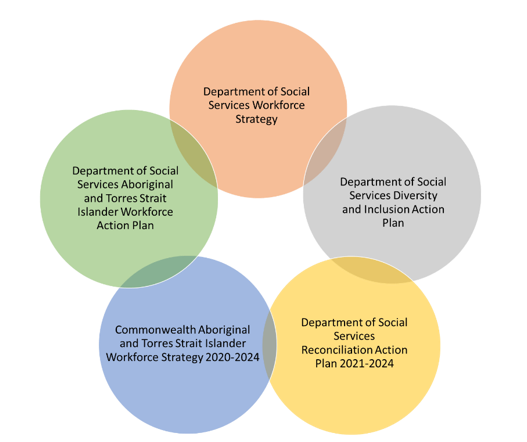 Department of Social
Services Workforce
Strategy
Department of Social
Services Diversity
and Inclusion Action
Plan
Department of Social
Services
Reconciliation Action
Plan 2021-2024
Commonwealth Aboriginal
and Torres Strait Islander
Workforce Strategy 2020-2024
Department of Social
Services Aboriginal
and Torres Strait
Islander Workforce
Action Plan